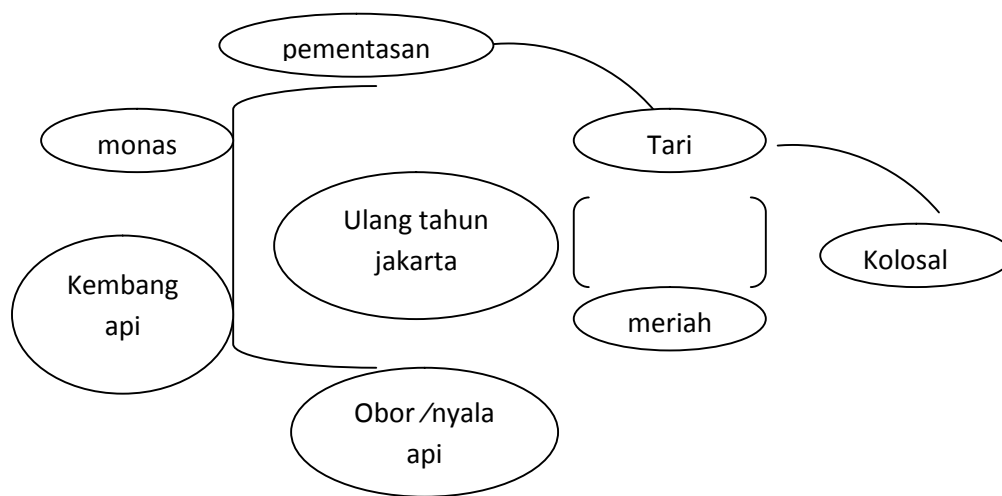 pementasan
monas
Tari
Ulang tahun
jakarta
Kolosal
Kembang
api
meriah
Obor /nyala
api